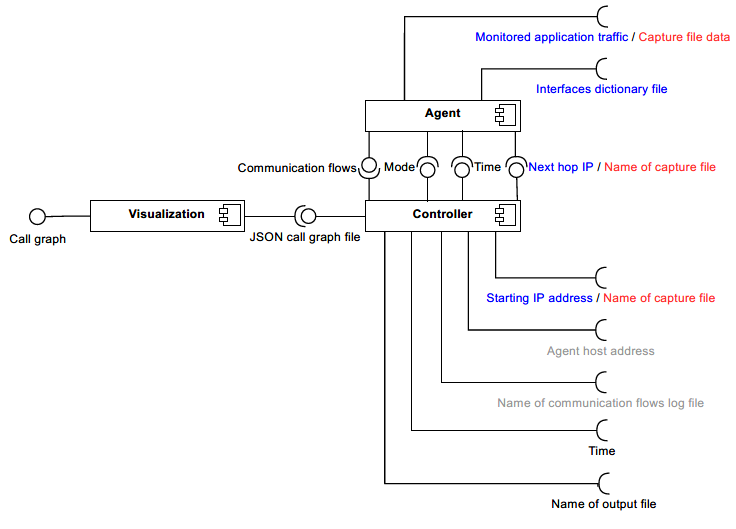 Monitored application traffic / Capture file data
Interfaces dictionary file
Agent
Communication flows
Mode
Time
Next hop IP / Name of capture file
Visualization
Controller
Call graph
JSON call graph file
Starting IP address / Name of capture file
Agent host address
Name of communication flows log file
Time
Name of output file